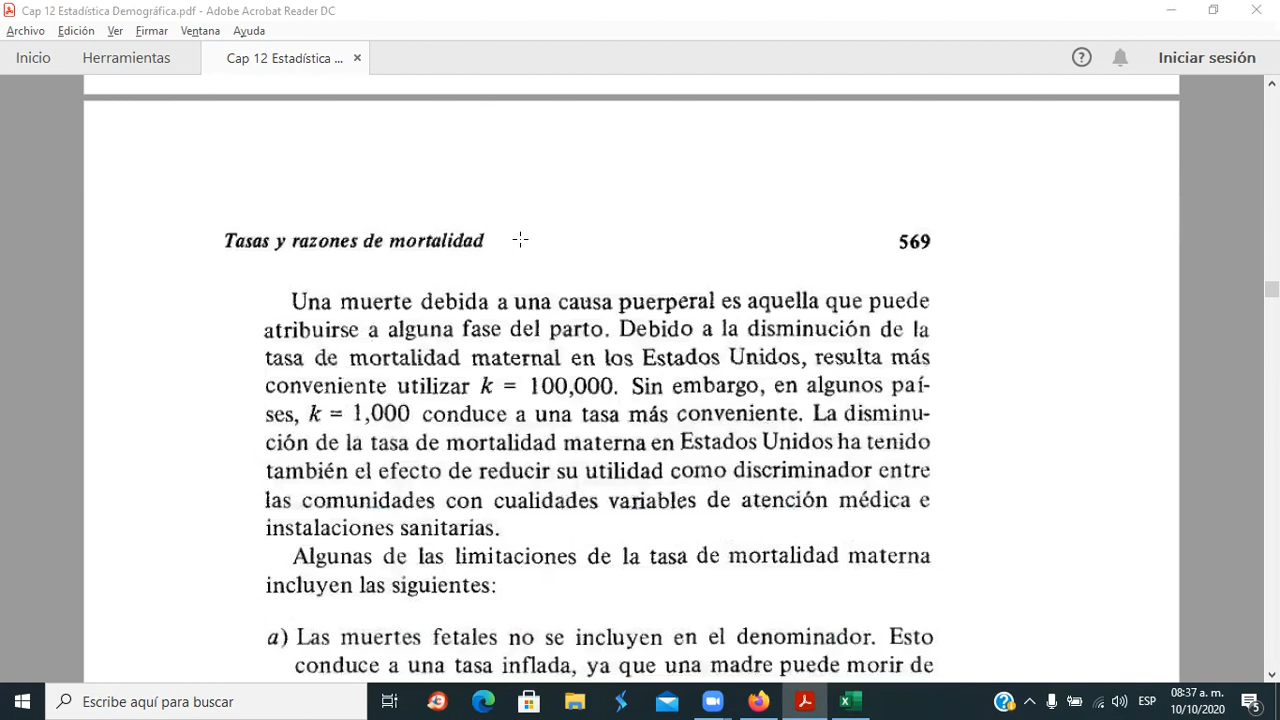 Cap 12 Estadística Demográfica.pdf - Adobe Acrobat Reader DC
Archivo Edición Ver Firmar Ventana Ayuda
Inicio Herramientas Cap 12 Estadística ... × Iniciar sesión
Tasas y razones de mortalidad 569
Una muerte debida a una causa puerperal es aquella que puede
atribuirse a alguna fase del parto. Debido a la disminución de la
tasa de mortalidad maternal en los Estados Unidos, resulta más
conveniente utilizar k = 100,000. Sin embargo, en algunos paí-
ses, k = 1,000 conduce a una tasa más conveniente. La disminu-
ción de la tasa de mortalidad materna en Estados Unidos ha tenido
también el efecto de reducir su utilidad como discriminador entre
las comunidades con cualidades variables de atención médica e
instalaciones sanitarias.
Algunas de las limitaciones de la tasa de mortalidad materna
incluyen las siguientes:
a) Las muertes fetales no se incluyen en el denominador. Esto
conduce a una tasa inflada, ya que una madre puede morir de
Escribe aquí para buscar ESP 08:37 a. m.
10/10/2020 5